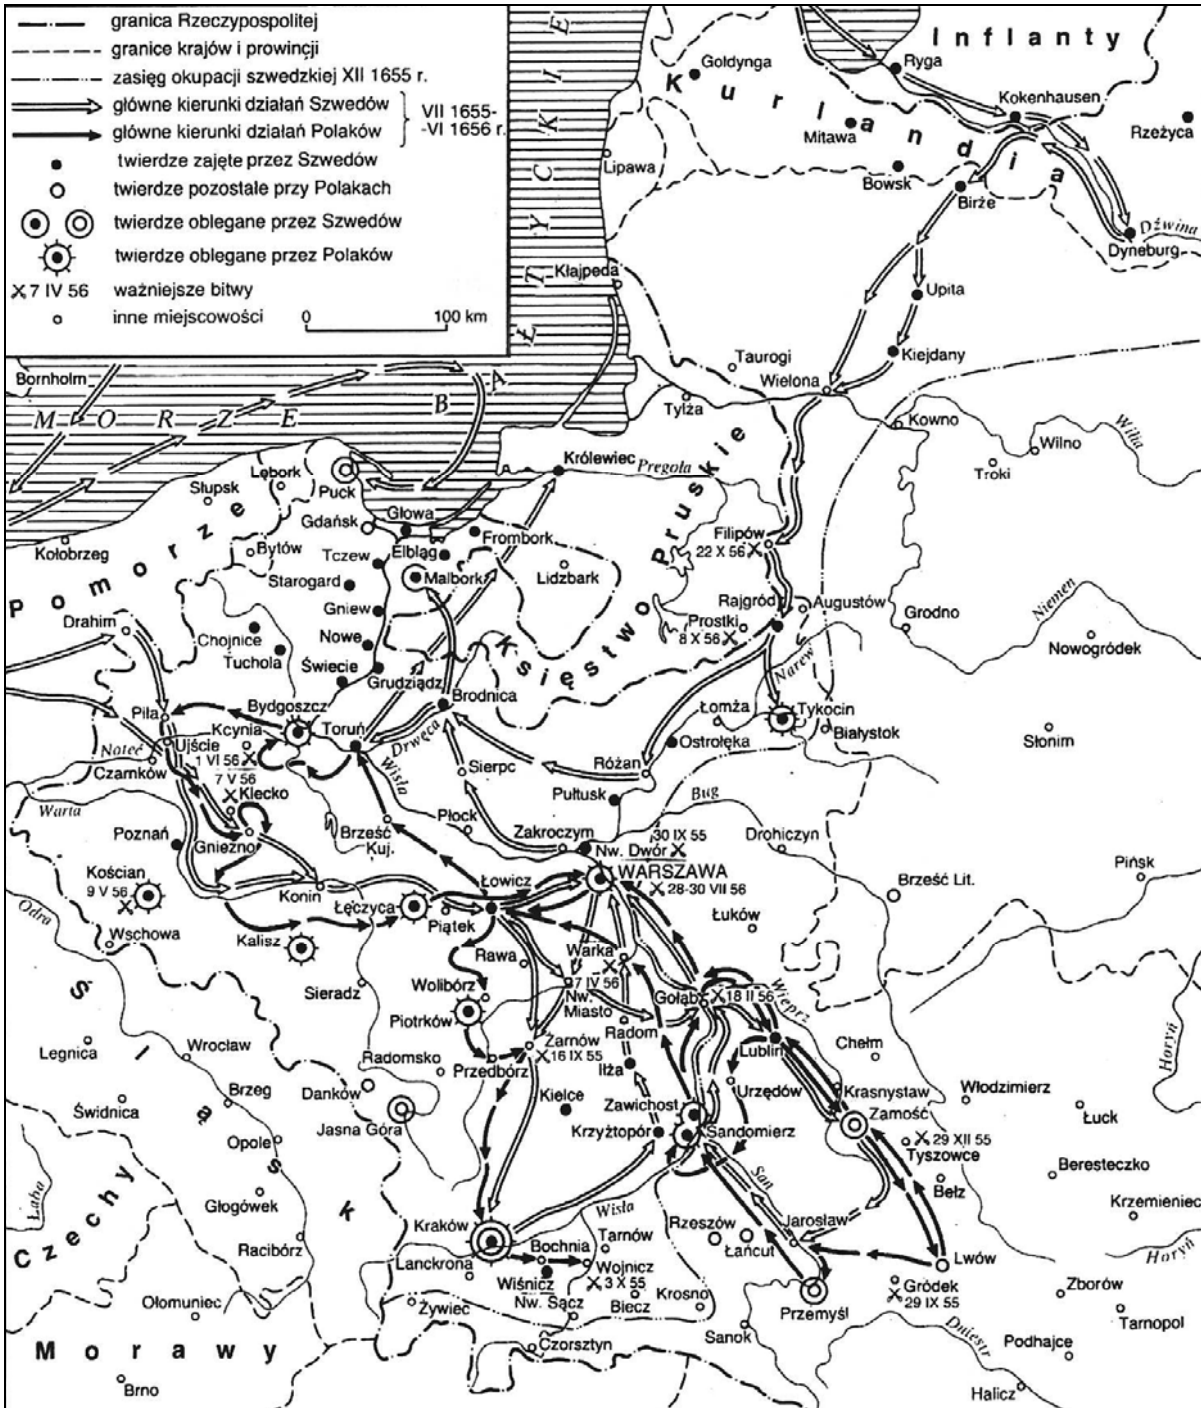 granica Rzeczypospolitej
granice krajów i prowincji
zasięg okupacji szwedzkiej XII 1655 r.
główne kierunki działań Szwedów
główne kierunki działań Polaków
VII 1655-
-VI 1656 r.
twierdze zajęte przez Szwedów
twierdze pozostałe przy Polakach
twierdze oblegane przez Szwedów
twierdze oblegane przez Polaków
7 IV 56 ważniejsze bitwy
inne miejscowości
0 100 km
MORZE BAŁTYCKIE
Inflanty
Kurlandia
Goldynga
Ryga
Kokenhausen
Mitawa
Rzeżyca
Lipawa
Bowsk
Birże
Dźwina
Dyneburg
Kłajpeda
Upita
Kiejdany
Taurogi
Wielona
Tylża
Kowno
Wilno
Wilia
Troki
Bornholm
Królewiec
Pregoła
Lębork
Słupsk
Puck
Gdańsk
Głowa
Frombork
Filipów
22 X 56
Kołobrzeg
Bytów
Tczew
Elbląg
Malbork
Lidzbark
Pomorze
Księstwo Pruskie
Starogard
Gniew
Rajgród
Augustów
Grodno
Niemen
Drahim
Chojnice
Nowe
Prostki
8 X 56
Nowogródek
Tuchola
Świecie
Grudziądz
Narew
Brodnica
Łomża
Tykocin
Piła
Bydgoszcz
Toruń
Drwęca
Białystok
Kcynia
Ujście
1 VI 56
Noteć
Czarnków
Ostrołęka
Słonim
7 V 56
Kłecko
Wisła
Sierpc
Różan
Warta
Pułtusk
Bug
Poznań
Gniezno
Brześć
Kuj.
Płock
Zakroczym
30 IX 55
Nw. Dwór
Drohiczyn
Pińsk
Kościan
9 V 56
Konin
Łowicz
WARSZAWA
28-30 VII 56
Brześć Lit.
Odra
Wschowa
Łęczyca
Piątek
Łuków
Kalisz
Rawa
Warka
Sieradz
Wolibórz
7 IV 56
Nw.
Miasto
Gołąb
18 II 56
Wieprz
Śląsk
Piotrków
Radom
Legnica
Wrocław
Radomsko
Przedbórz
Żarnów
16 IX 55
Iłża
Lublin
Chełm
Horyń
Świdnica
Brzeg
Danków
Kielce
Urzędów
Krasnystaw
Włodzimierz
Jasna Góra
Zawichost
Zamość
Łuck
Opole
Krzyżtopór
Sandomierz
29 XII 55
Tyszowce
Beresteczko
Czechy
Łaba
Głogówek
San
Bełz
Krzemieniec
Wisła
Racibórz
Kraków
Tarnów
Rzeszów
Łańcut
Jarosław
Horyń
Bochnia
Lanckrona
Wojnicz
3 X 55
Lwów
Wiśnicz
Gródek
29 IX 55
Zborów
Ołomuniec
Żywiec
Nw. Sącz
Biecz
Krosno
Przemyśl
Tarnopol
Morawy
Czorsztyn
Sanok
Dniestr
Podhajce
Brno
Halicz